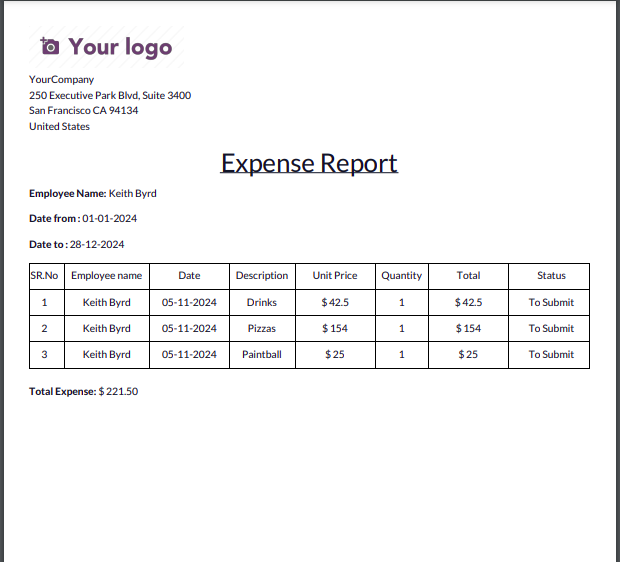 Your logo
YourCompany
250 Executive Park Blvd, Suite 3400
San Francisco CA 94134
United States
Expense Report
Employee Name: Keith Byrd
Date from : 01-01-2024
Date to : 28-12-2024
SR.No Employee name Date Description Unit Price Quantity Total Status
1 Keith Byrd 05-11-2024 Drinks $ 42.5 1 $ 42.5 To Submit
2 Keith Byrd 05-11-2024 Pizzas $ 154 1 $ 154 To Submit
3 Keith Byrd 05-11-2024 Paintball $ 25 1 $ 25 To Submit
Total Expense: $ 221.50